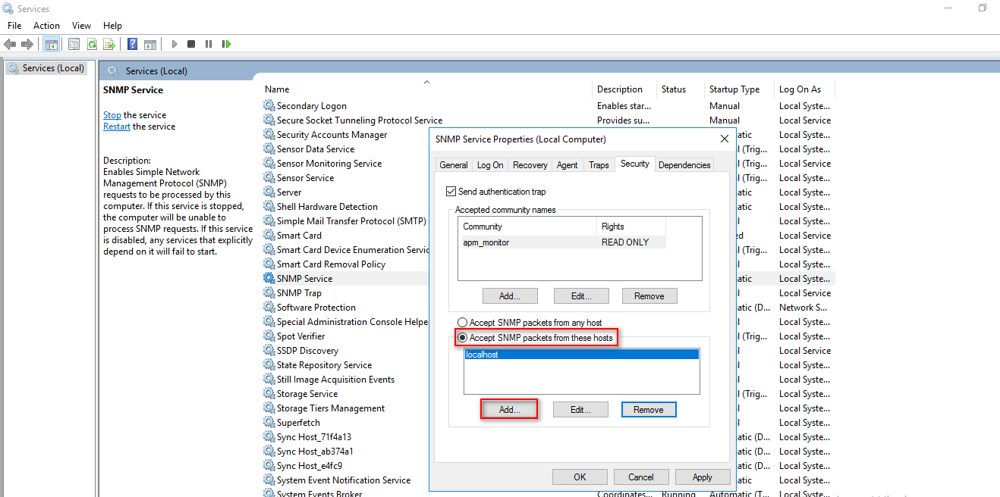 Services
File Action View Help
Services (Local)
Services (Local)
SNMP Service
Stop the service
Restart the service
Description:
Enables Simple Network
Management Protocol (SNMP)
requests to be processed by this
computer. If this service is stopped,
the computer will be unable to
process SNMP requests. If this service
is disabled, any services that explicitly
depend on it will fail to start.
Name Description Status Startup Type Log On As
Secondary Logon Enables star... Manual Local Syste...
Secure Socket Tunneling Protocol Service Provides su... Manual Local Service
Security Accounts Manager atic Local Syste...
Sensor Data Service l (Trig... Local Syste...
Sensor Monitoring Service l (Trig... Local Service
Sensor Service l (Trig... Local Syste...
Server atic Local Syste...
Shell Hardware Detection atic Local Syste...
Simple Mail Transfer Protocol (SMTP) l Local Syste...
Smart Card ed Local Service
Smart Card Device Enumeration Servic l (Trig... Local Syste...
Smart Card Removal Policy l Local Syste...
SNMP Service atic Local Syste...
SNMP Trap l Local Service
Software Protection atic (D... Network S...
Special Administration Console Helpe l Local Syste...
Spot Verifier l (Trig... Local Syste...
SSDP Discovery l Local Service
State Repository Service l Local Syste...
Still Image Acquisition Events l Local Syste...
Storage Service l (Trig... Local Syste...
Storage Tiers Management l Local Syste...
Superfetch l Local Syste...
Sync Host_71f4a13 atic (D... Local Syste...
Sync Host_ab374a1 atic (D... Local Syste...
Sync Host_e4fc9 atic (D... Local Syste...
System Event Notification Service atic Local Syste...
System Events Broker Coordinates... Running Automatic (T... Local Syste...
SNMP Service Properties (Local Computer)
General Log On Recovery Agent Traps Security Dependencies
Send authentication trap
Accepted community names
Community Rights
apm_monitor READ ONLY
Add... Edit... Remove
Accept SNMP packets from any host
Accept SNMP packets from these hosts
localhost
Add... Edit... Remove
OK Cancel Apply